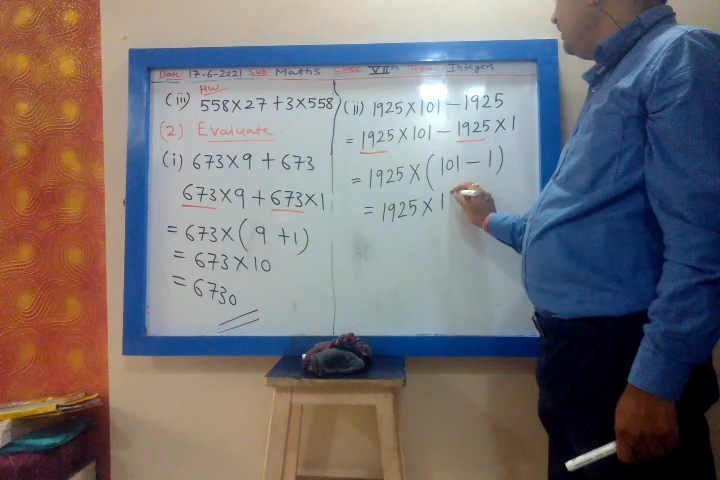 Date: 17-6-2021 Sub: Maths Class VIIth Topic Integers
HW
(iii) 558×27 + 3×558
(2) Evaluate
(i) 673×9 + 673
673×9 + 673×1
= 673×(9 + 1)
= 673×10
= 6730
(ii) 1925×101 – 1925
= 1925×101 – 1925×1
= 1925×(101 – 1)
= 1925×1